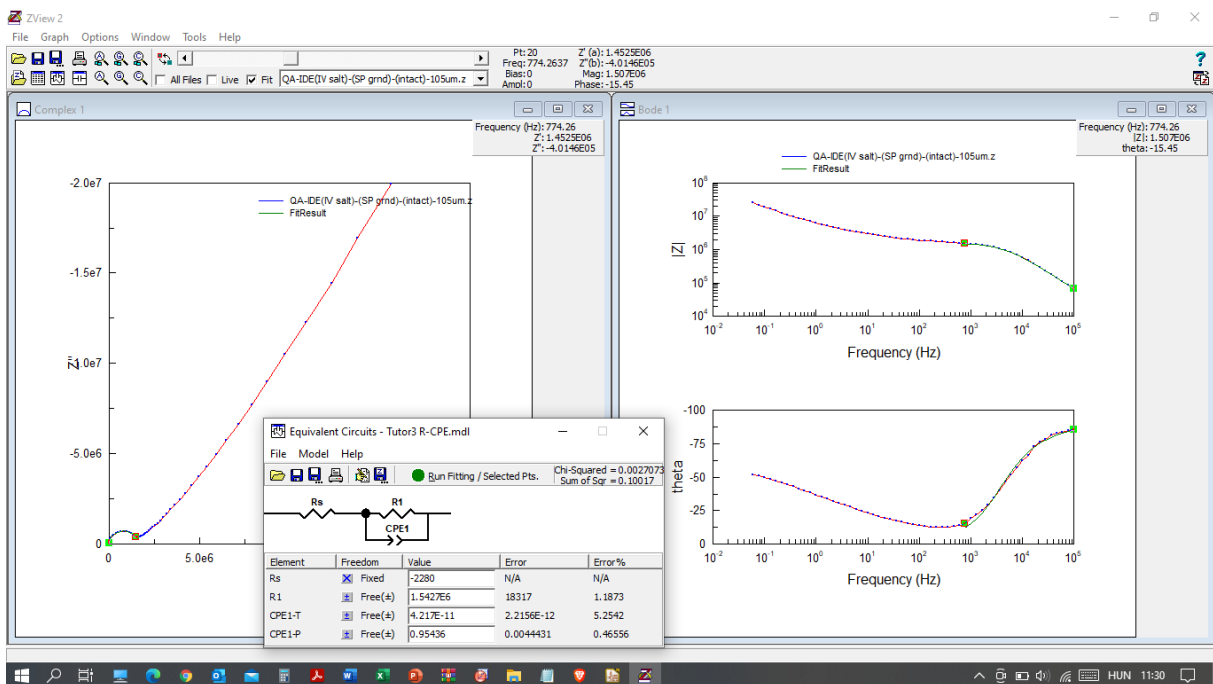 ZView 2
File Graph Options Window Tools Help
Pt: 20 Z' (a): 1.4525E06
Freq: 774.2637 Z''(b): -4.0146E05
Bias: 0 Mag: 1.507E06
Ampl: 0 Phase: -15.45
All Files Live Fit QA-IDE(IV salt)-(SP grnd)-(intact)-105um.z
Complex 1
Frequency (Hz): 774.26
Z': 1.4525E06
Z'': -4.0146E05
QA-IDE(IV salt)-(SP grnd)-(intact)-105um.z
FitResult
-2.0e7
-1.5e7
-1.0e7
-5.0e6
0
0 5.0e6
Z''
Bode 1
Frequency (Hz): 774.26
|Z|: 1.507E06
theta: -15.45
QA-IDE(IV salt)-(SP grnd)-(intact)-105um.z
FitResult
10^8
10^7
10^6
10^5
10^4
|Z|
10^-2 10^-1 10^0 10^1 10^2 10^3 10^4 10^5
Frequency (Hz)
-100
-75
-50
-25
0
theta
10^-2 10^-1 10^0 10^1 10^2 10^3 10^4 10^5
Frequency (Hz)
Equivalent Circuits - Tutor3 R-CPE.mdl
File Model Help
Run Fitting / Selected Pts.
Chi-Squared = 0.0027073
Sum of Sqr = 0.10017
Rs R1
CPE1
Element Freedom Value Error Error%
Rs Fixed -2280 N/A N/A
R1 Free(±) 1.5427E6 18317 1.1873
CPE1-T Free(±) 4.217E-11 2.2156E-12 5.2542
CPE1-P Free(±) 0.95436 0.0044431 0.46556
HUN 11:30